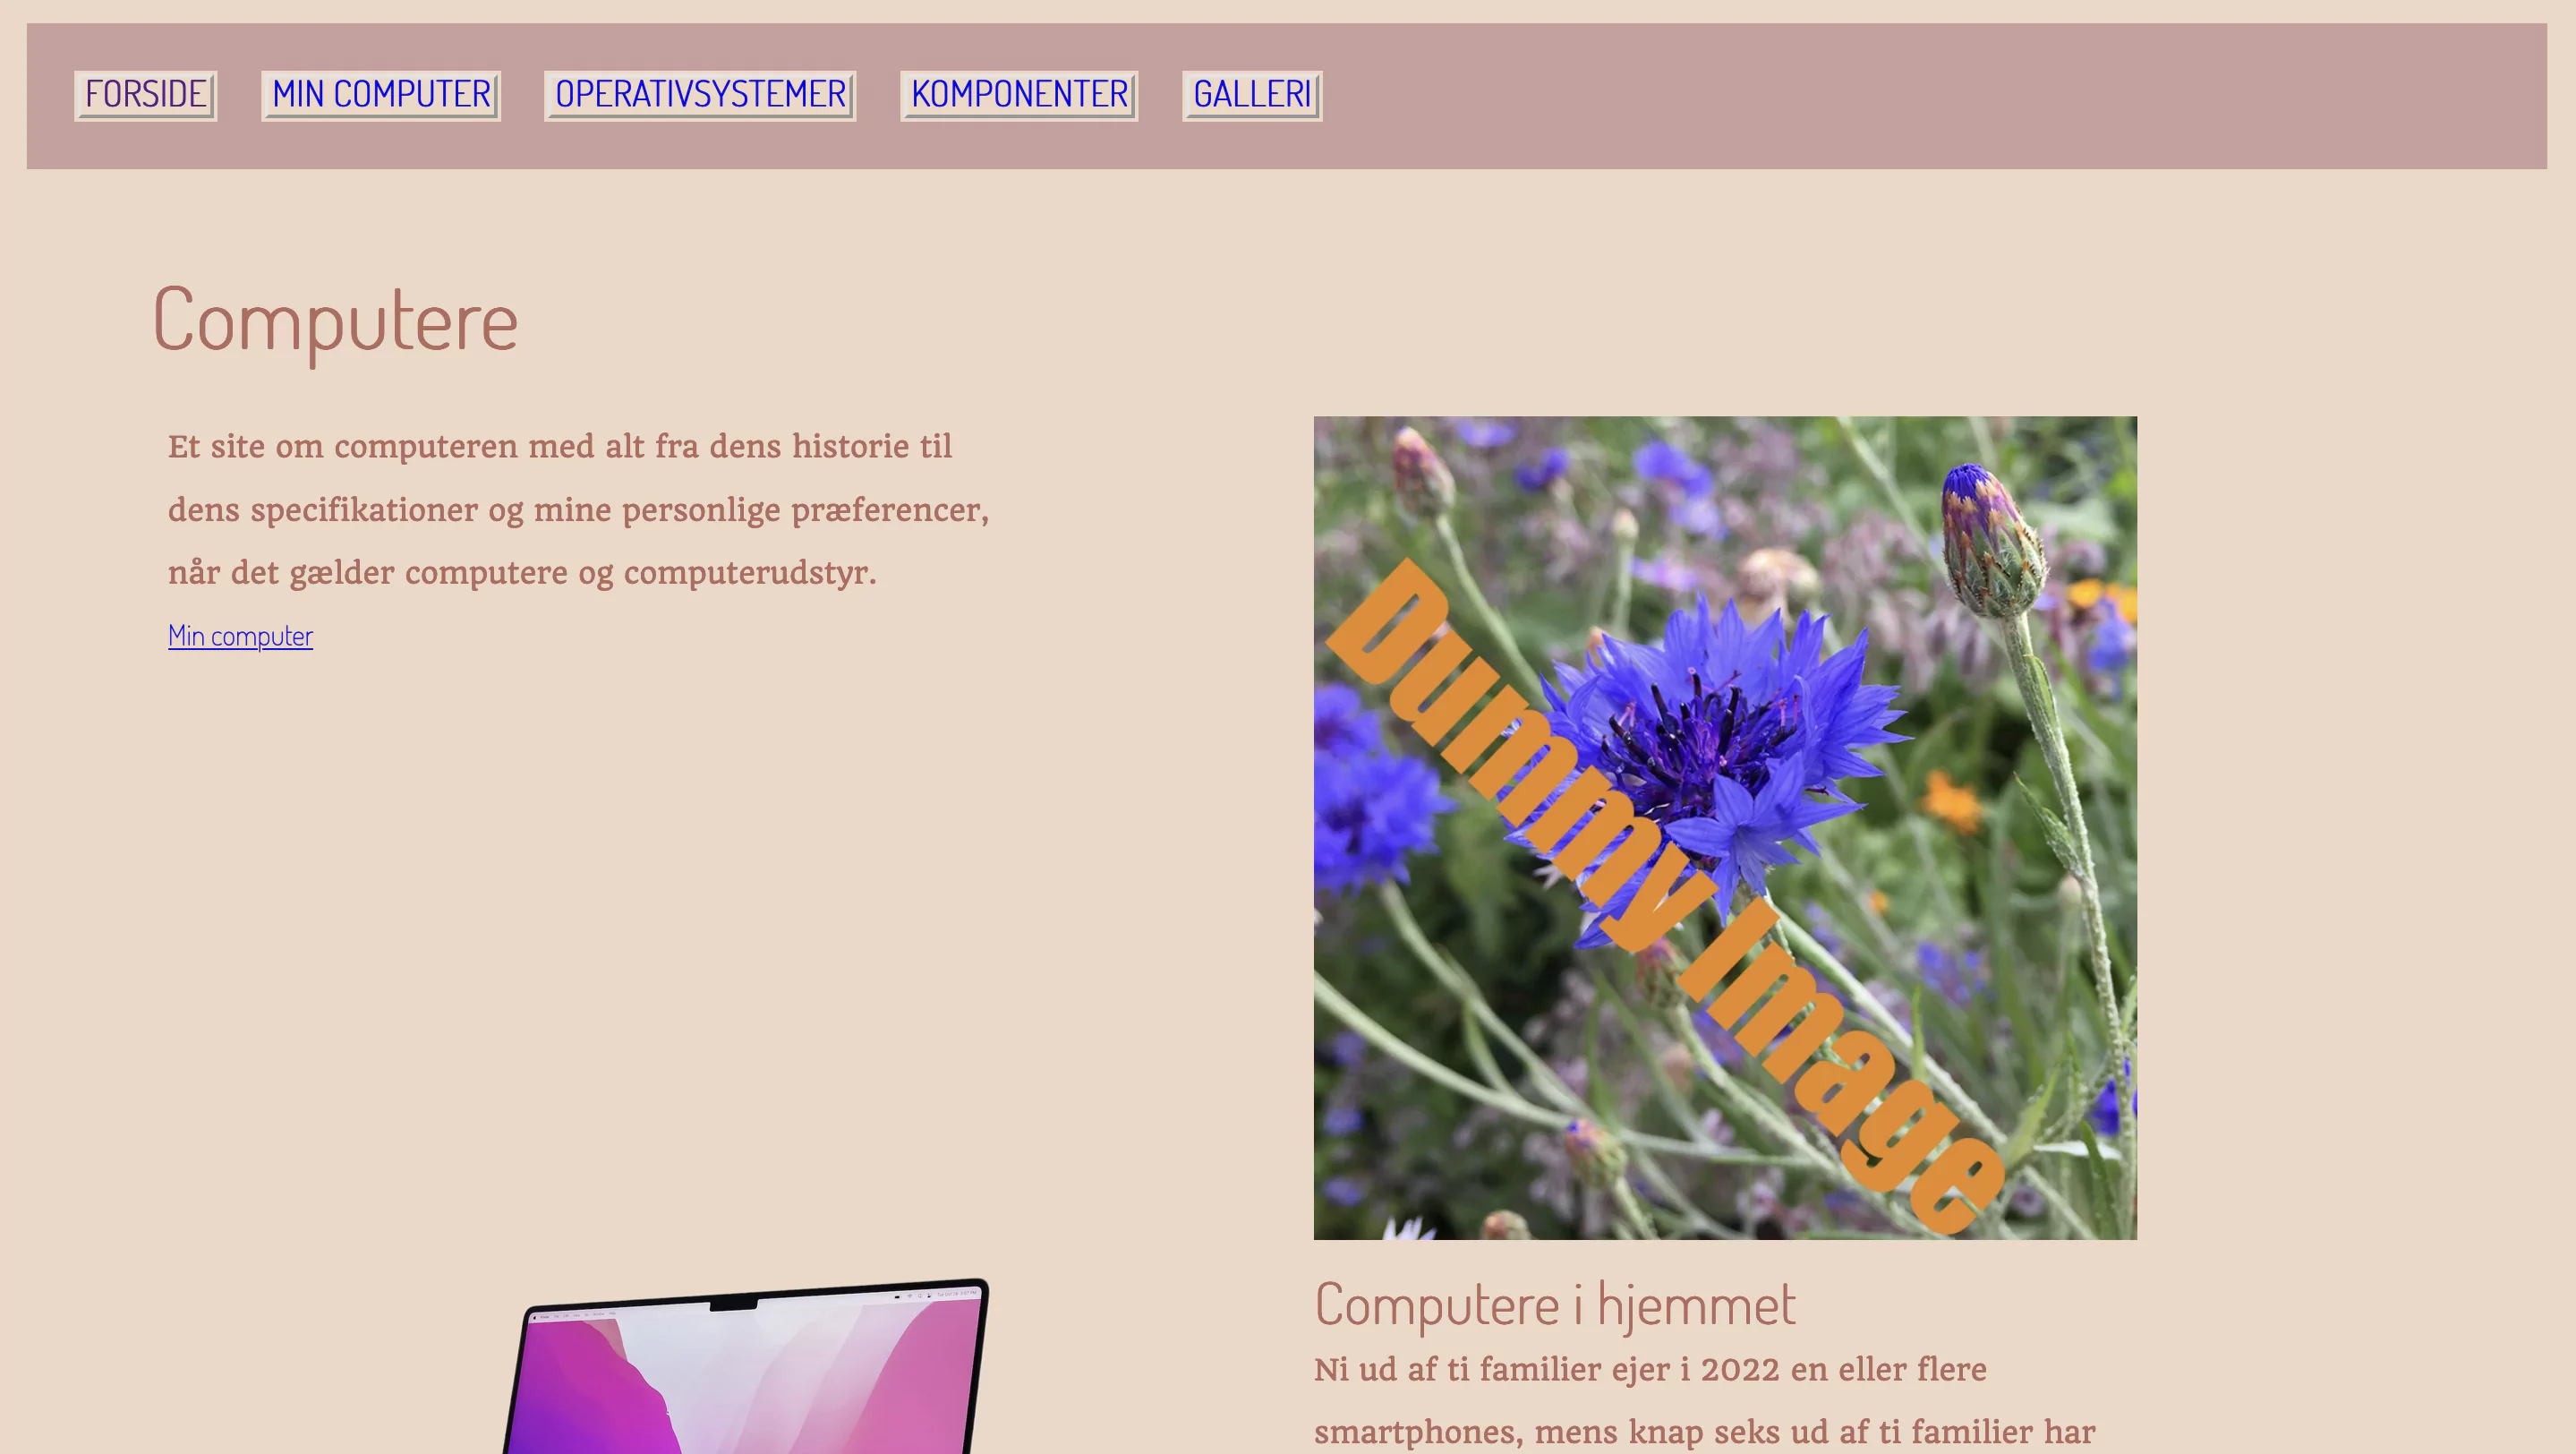 FORSIDE
MIN COMPUTER
OPERATIVSYSTEMER
KOMPONENTER
GALLERI
Computere
Et site om computeren med alt fra dens historie til
dens specifikationer og mine personlige præferencer,
når det gælder computere og computerudstyr.
Min computer
Dummy Image
Computere i hjemmet
Ni ud af ti familier ejer i 2022 en eller flere
smartphones, mens knap seks ud af ti familier har